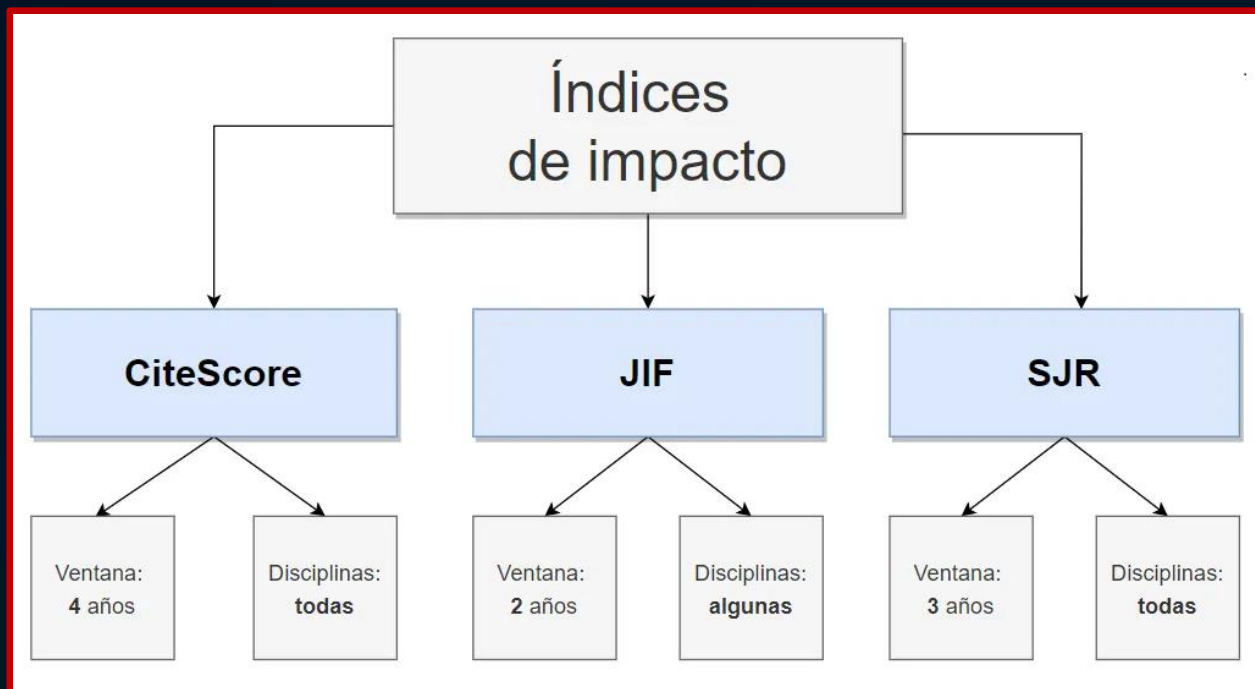 Índices
de impacto
CiteScore
JIF
SJR
Ventana:
4 años
Disciplinas:
todas
Ventana:
2 años
Disciplinas:
algunas
Ventana:
3 años
Disciplinas:
todas